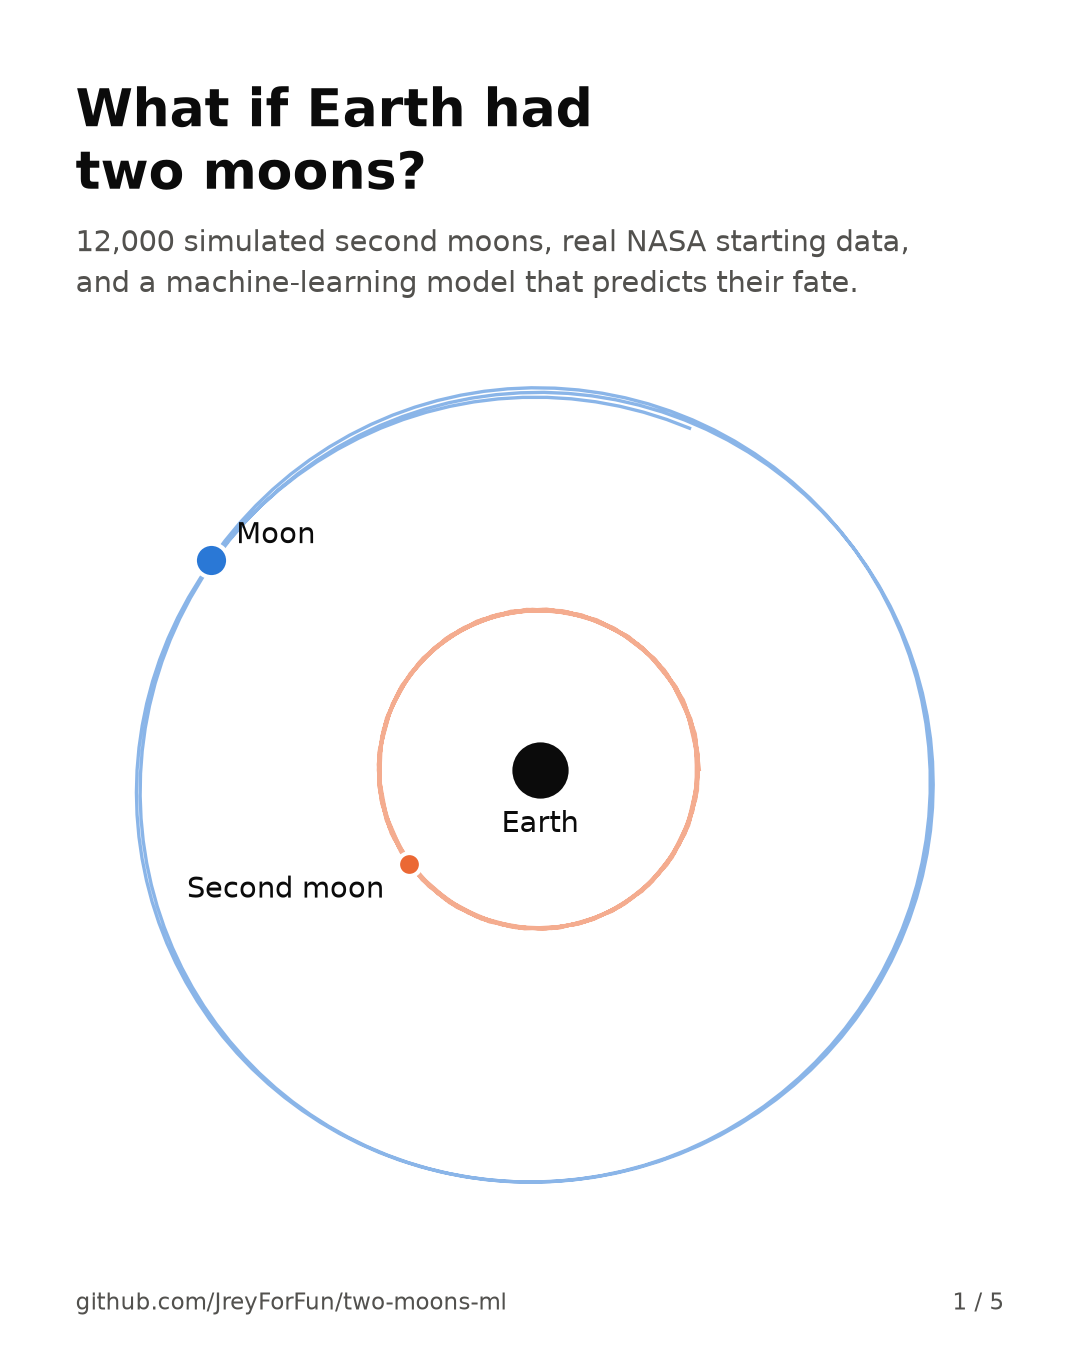 What if Earth had
two moons?
12,000 simulated second moons, real NASA starting data,
and a machine-learning model that predicts their fate.
Moon
Earth
Second moon
github.com/JreyForFun/two-moons-ml
1 / 5